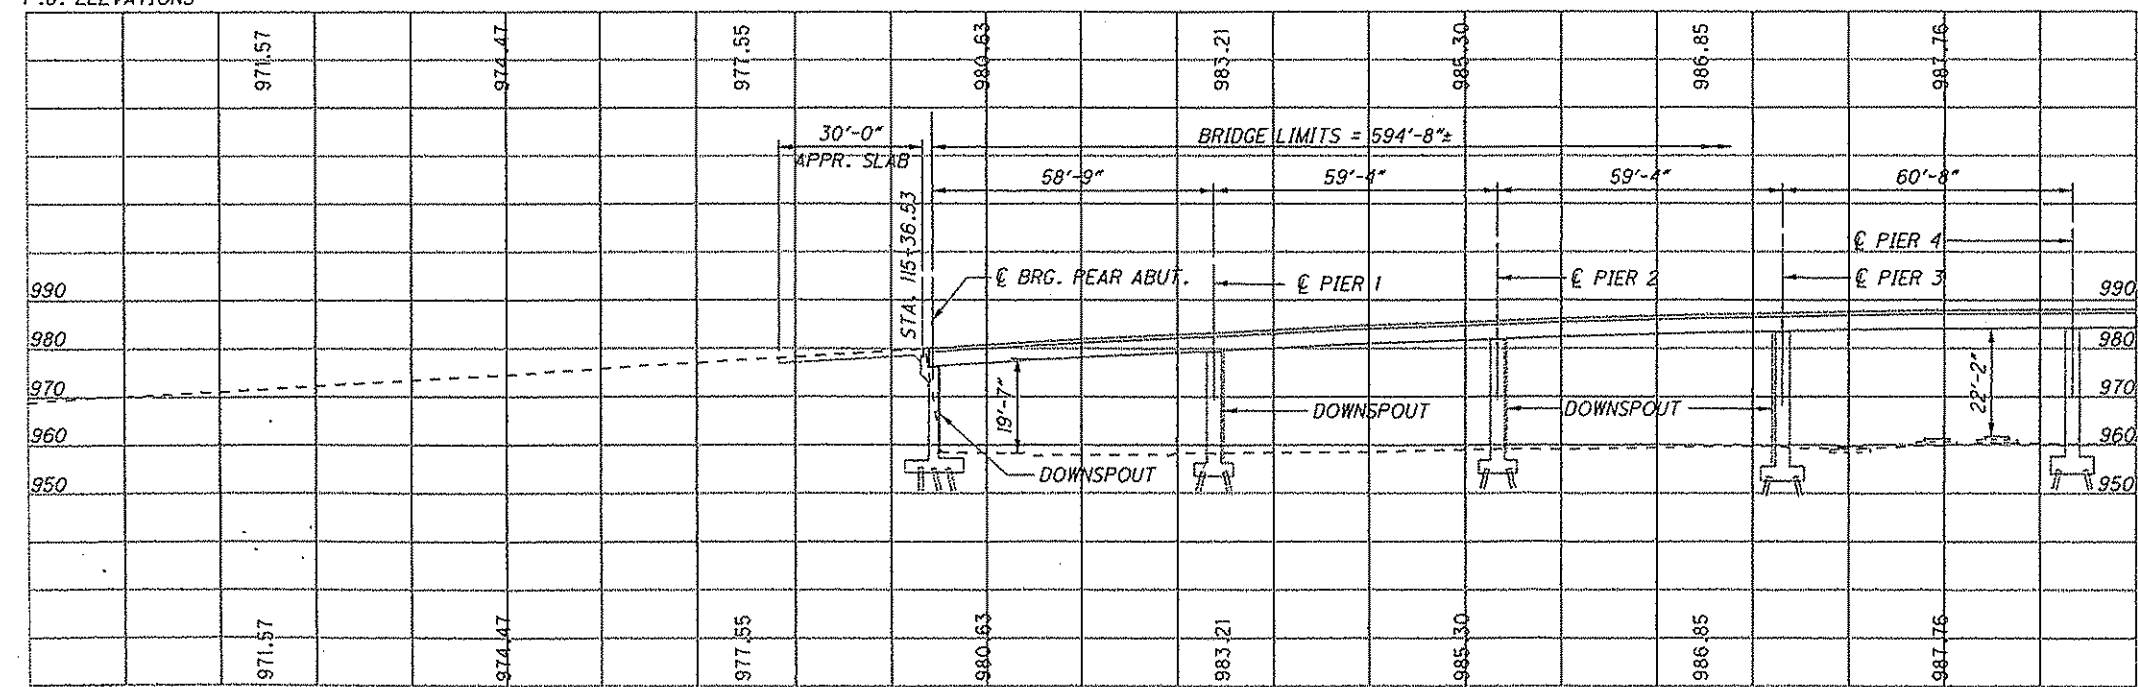 P.G. ELEVATIONS
971.57 974.47 977.55 980.63 983.21 985.30 986.85 987.76
30'-0"
APPR. SLAB
BRIDGE LIMITS = 594'-8"±
58'-9" 59'-4" 59'-4" 60'-8"
STA. 115+36.53
℄ PIER 4
℄ BRG. REAR ABUT.
℄ PIER 1
℄ PIER 2
℄ PIER 3
990 990
980 980
970 970
19'-7"
22'-2"
DOWNSPOUT
DOWNSPOUT
960 960
DOWNSPOUT
950 950
971.57 974.47 977.55 980.63 983.21 985.30 986.85 987.76